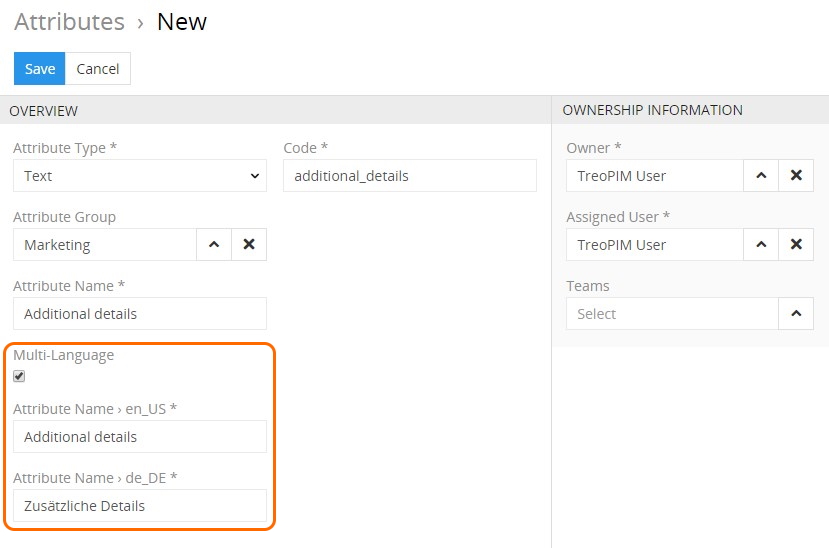 Attributes › New
Save Cancel
OVERVIEW
Attribute Type * Code *
Text additional_details
Attribute Group
Marketing
Attribute Name *
Additional details
Multi-Language
Attribute Name › en_US *
Additional details
Attribute Name › de_DE *
Zusätzliche Details
OWNERSHIP INFORMATION
Owner *
TreoPIM User
Assigned User *
TreoPIM User
Teams
Select